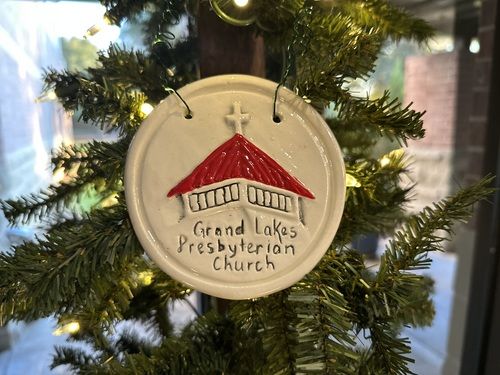 Grand Lakes
Presbyterian
Church